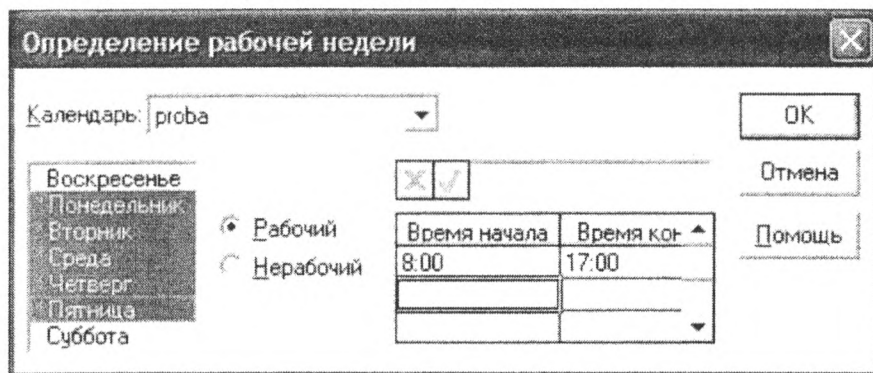 Определение рабочей недели
Календарь: proba
OK
Воскресенье
Понедельник
Вторник
Среда
Четверг
Пятница
Суббота
Рабочий
Нерабочий
Время начала Время кон
8:00 17:00
Отмена
Помощь